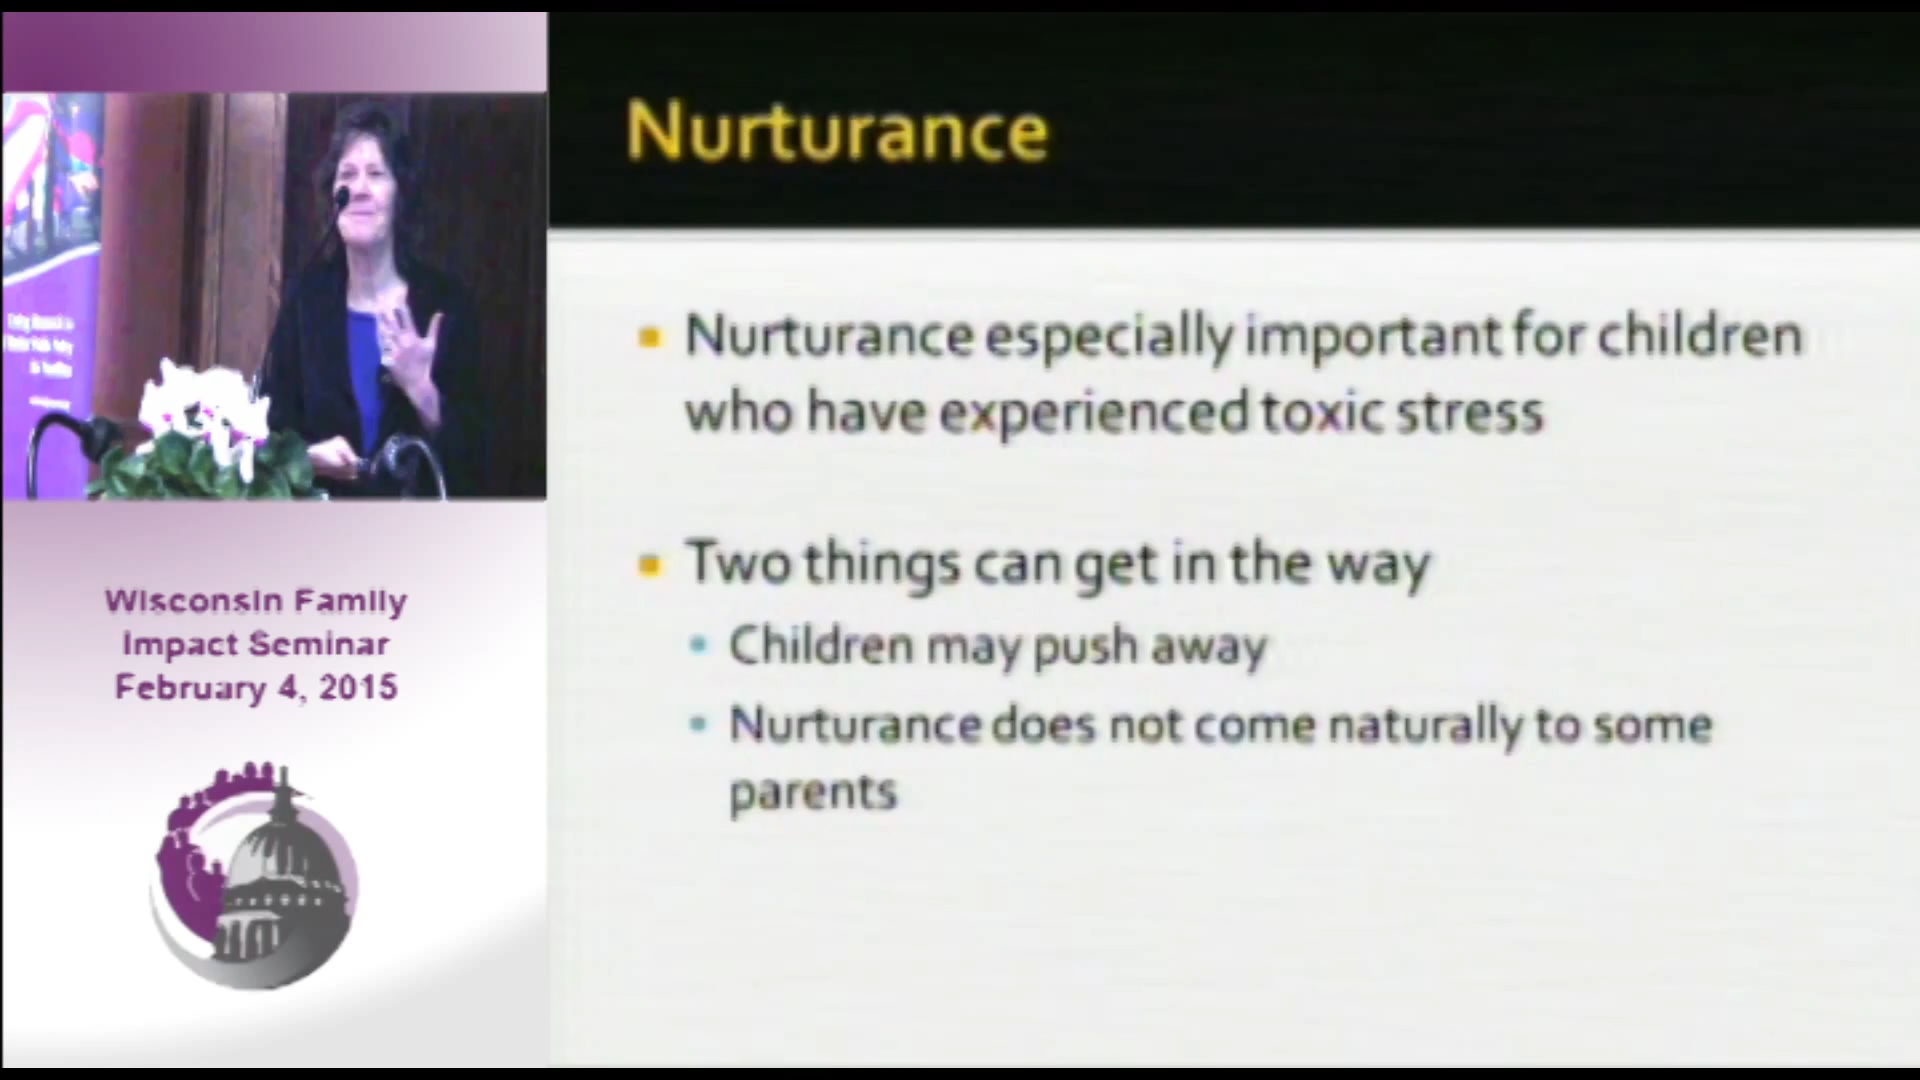 Nurturance
Nurturance especially important for children
who have experienced toxic stress
Two things can get in the way
Children may push away
Nurturance does not come naturally to some
parents
Wisconsin Family
Impact Seminar
February 4, 2015